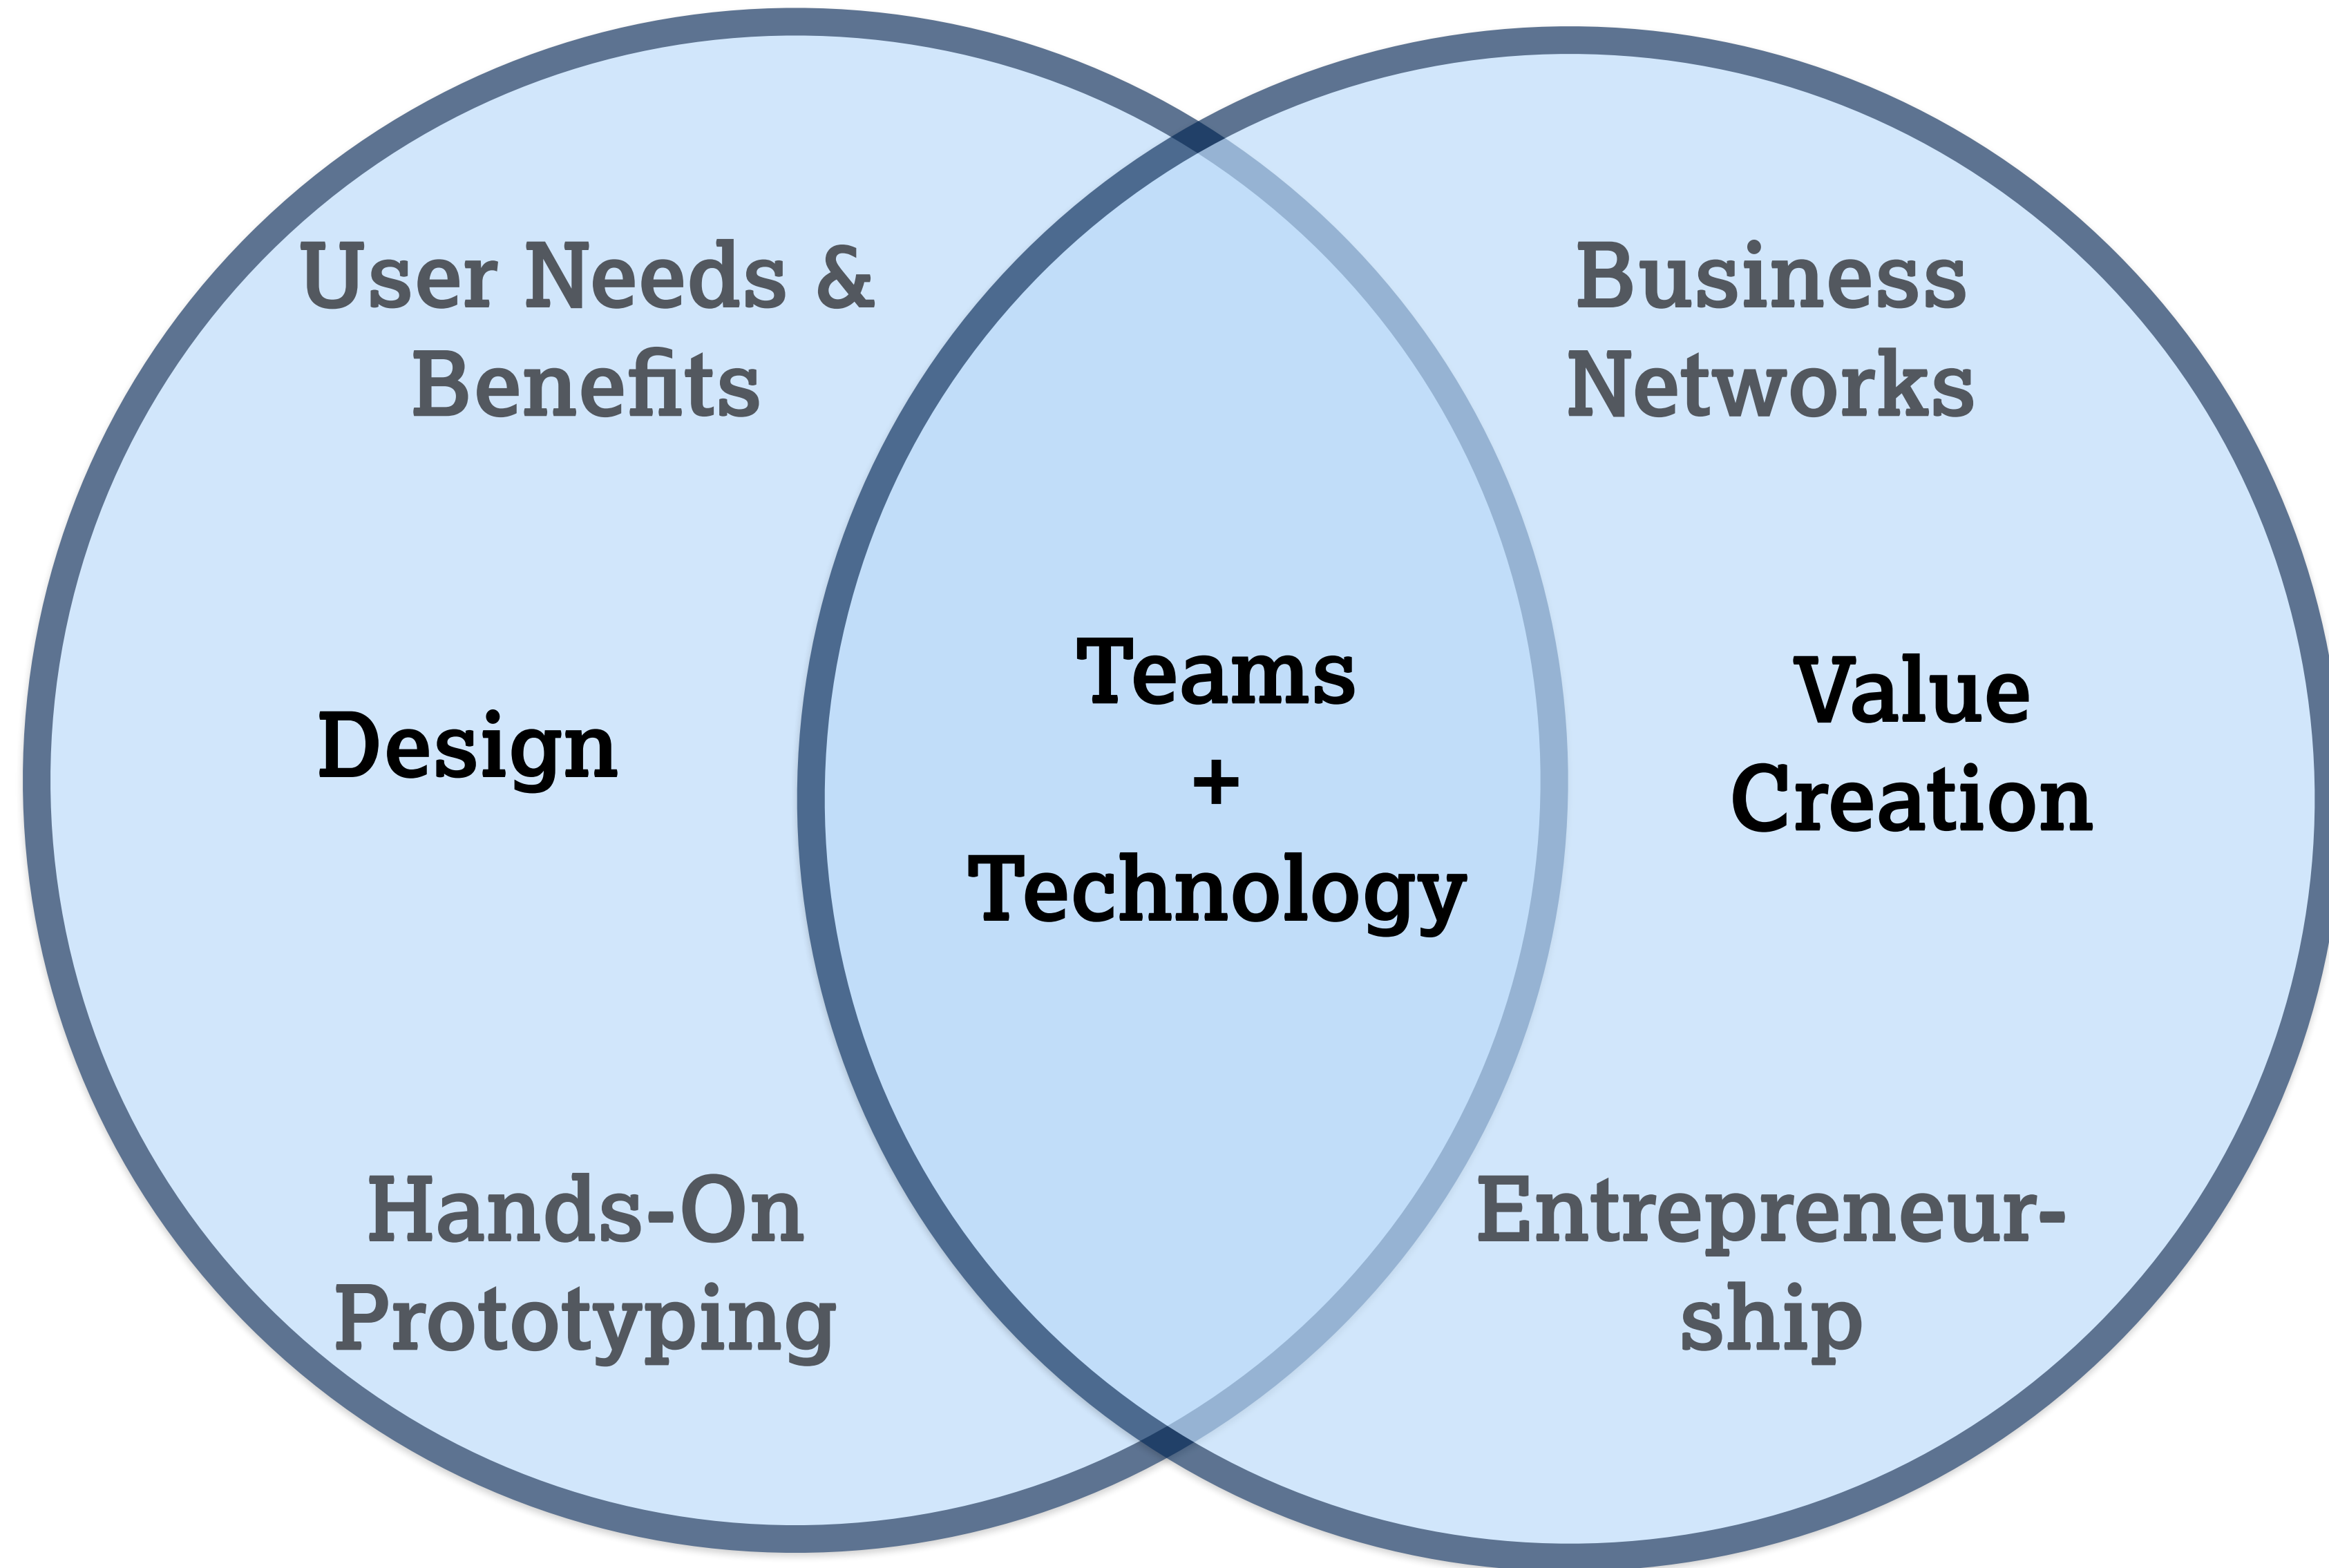 User Needs &
Benefits
Design
Hands-On
Prototyping
Teams
+
Technology
Business
Networks
Value
Creation
Entrepreneur-
ship